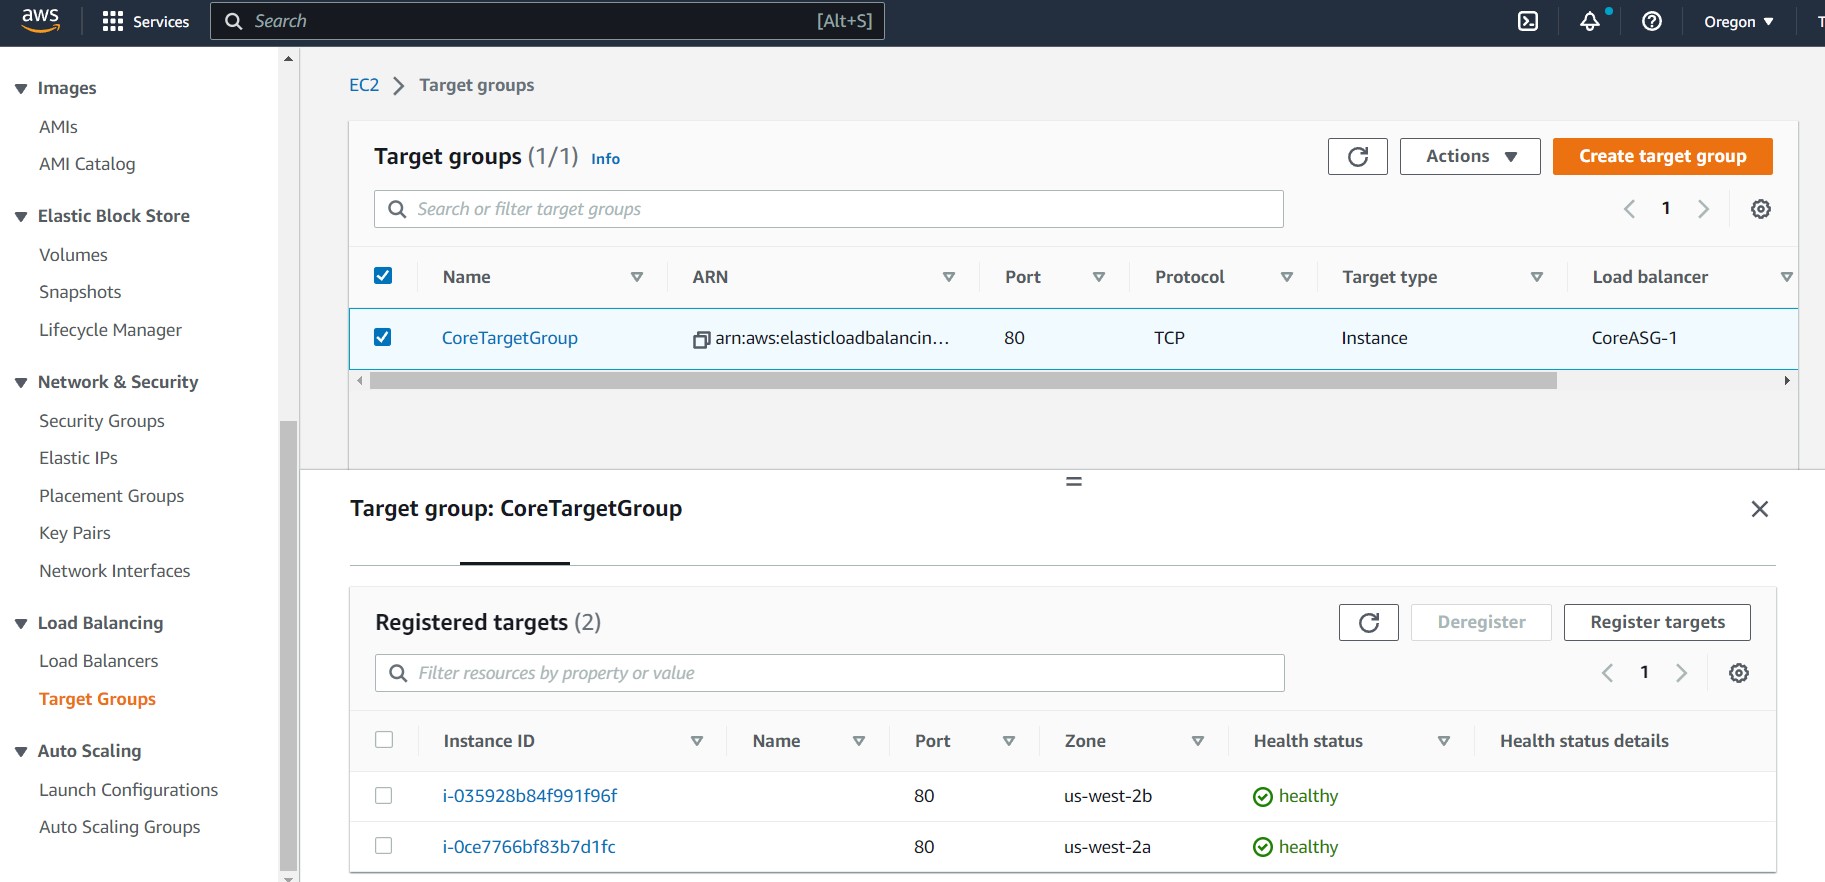 aws Services Search [Alt+S] Oregon
Images
AMIs
AMI Catalog
Elastic Block Store
Volumes
Snapshots
Lifecycle Manager
Network & Security
Security Groups
Elastic IPs
Placement Groups
Key Pairs
Network Interfaces
Load Balancing
Load Balancers
Target Groups
Auto Scaling
Launch Configurations
Auto Scaling Groups
EC2 Target groups
Target groups (1/1) Info Actions Create target group
Search or filter target groups 1
Name ARN Port Protocol Target type Load balancer
CoreTargetGroup arn:aws:elasticloadbalancin... 80 TCP Instance CoreASG-1
Target group: CoreTargetGroup
Registered targets (2) Deregister Register targets
Filter resources by property or value 1
Instance ID Name Port Zone Health status Health status details
i-035928b84f991f96f 80 us-west-2b healthy
i-0ce7766bf83b7d1fc 80 us-west-2a healthy